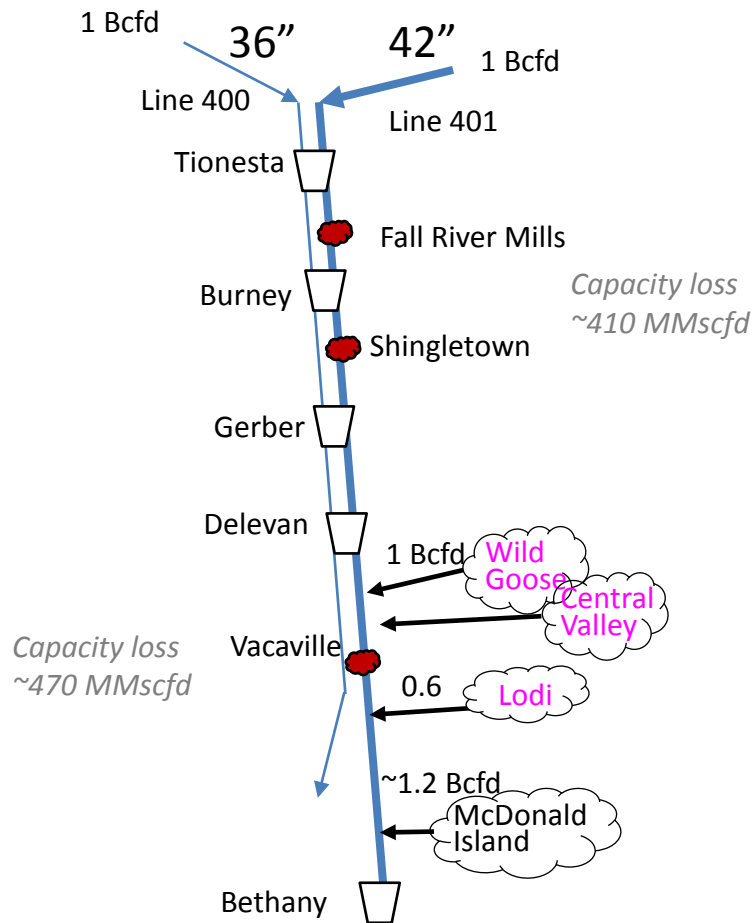 1 Bcfd
36”
42”
1 Bcfd
Line 400
Line 401
Tionesta
Fall River Mills
Burney
Capacity loss
~410 MMscfd
Shingletown
Gerber
Delevan
1 Bcfd
Wild
Goose
Central
Valley
Vacaville
Capacity loss
~470 MMscfd
0.6
Lodi
~1.2 Bcfd
McDonald
Island
Bethany